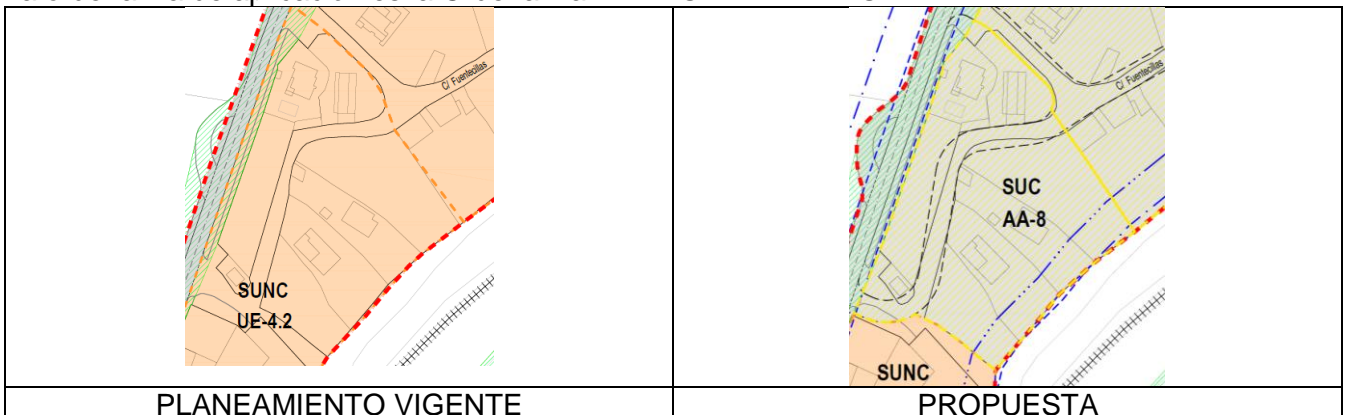 C/ Fuentecillas
SUNC
UE-4.2
C/ Fuentecillas
SUC
AA-8
SUNC
PLANEAMIENTO VIGENTE
PROPUESTA